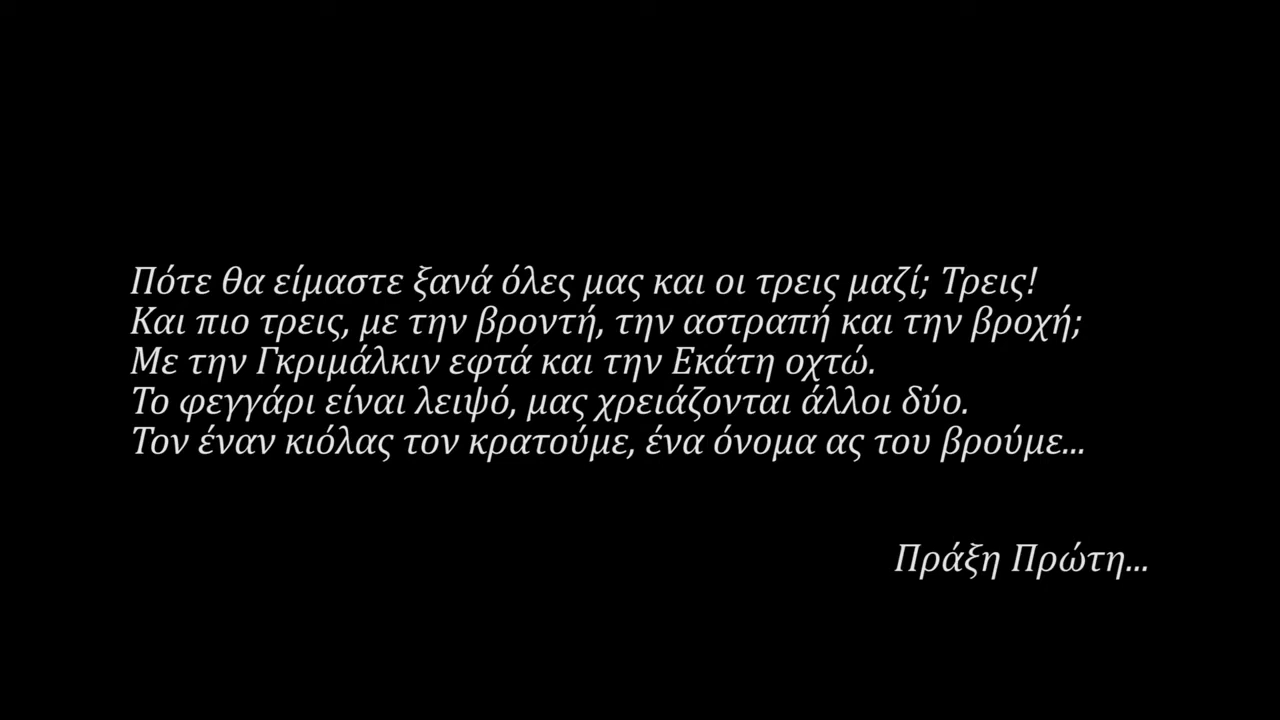 Πότε θα είμαστε ξανά όλες μας και οι τρεις μαζί; Τρεις!
Και πιο τρεις, με την βροντή, την αστραπή και την βροχή;
Με την Γκριμάλκιν εφτά και την Εκάτη οχτώ.
Το φεγγάρι είναι λειψό, μας χρειάζονται άλλοι δύο.
Τον έναν κιόλας τον κρατούμε, ένα όνομα ας του βρούμε...
Πράξη Πρώτη...